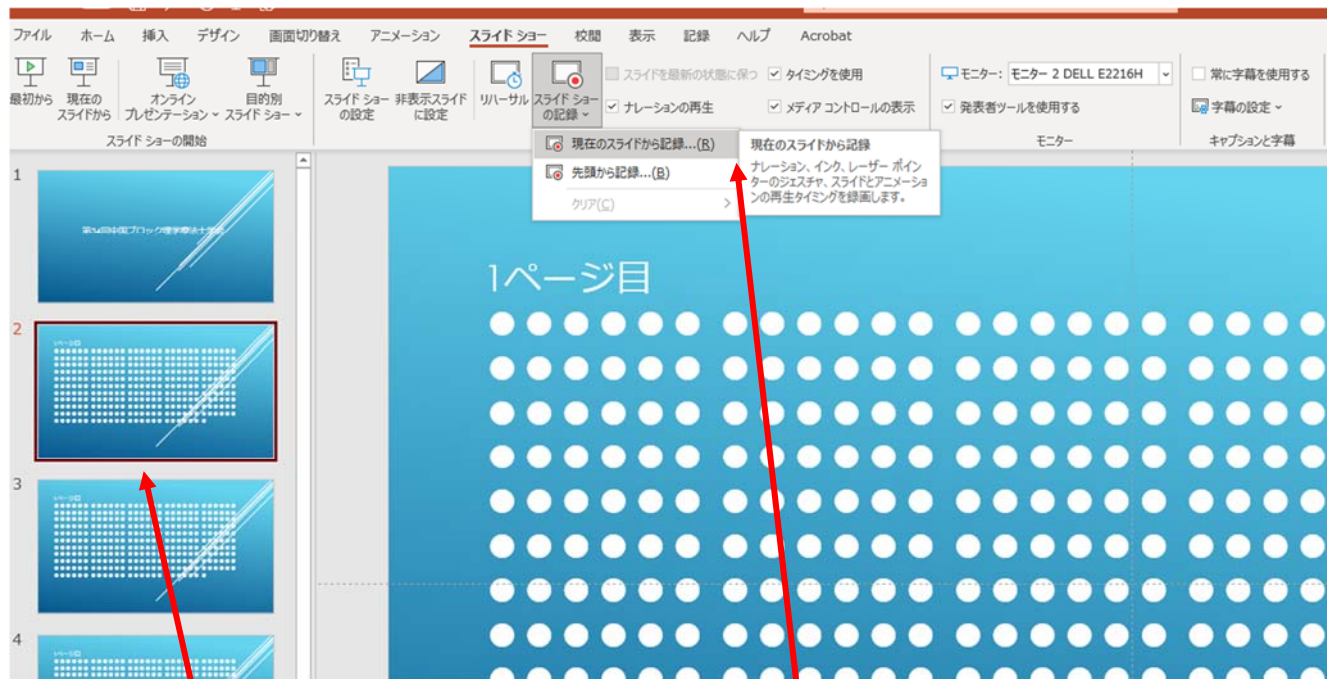 ファイル ホーム 挿入 デザイン 画面切り替え アニメーション スライド ショー 校閲 表示 記録 ヘルプ Acrobat
最初から 現在の スライドから オンライン プレゼンテーション 目的別 スライド ショー スライド ショー の設定 非表示スライド に設定 リハーサル スライド ショー の記録
スライドを最新の状態に保つ タイミングを使用
ナレーションの再生 メディア コントロールの表示
モニター: モニター 2 DELL E2216H
発表者ツールを使用する
常に字幕を使用する
字幕の設定
スライド ショーの開始 モニター キャプションと字幕
現在のスライドから記録...(R)
先頭から記録...(B)
クリア(C)
現在のスライドから記録
ナレーション、インク、レーザー ポイン
ターのジェスチャ、スライドとアニメーショ
ンの再生タイミングを録画します。
1
2
1ページ目
3
1ページ目
4
1ページ目
1ページ目